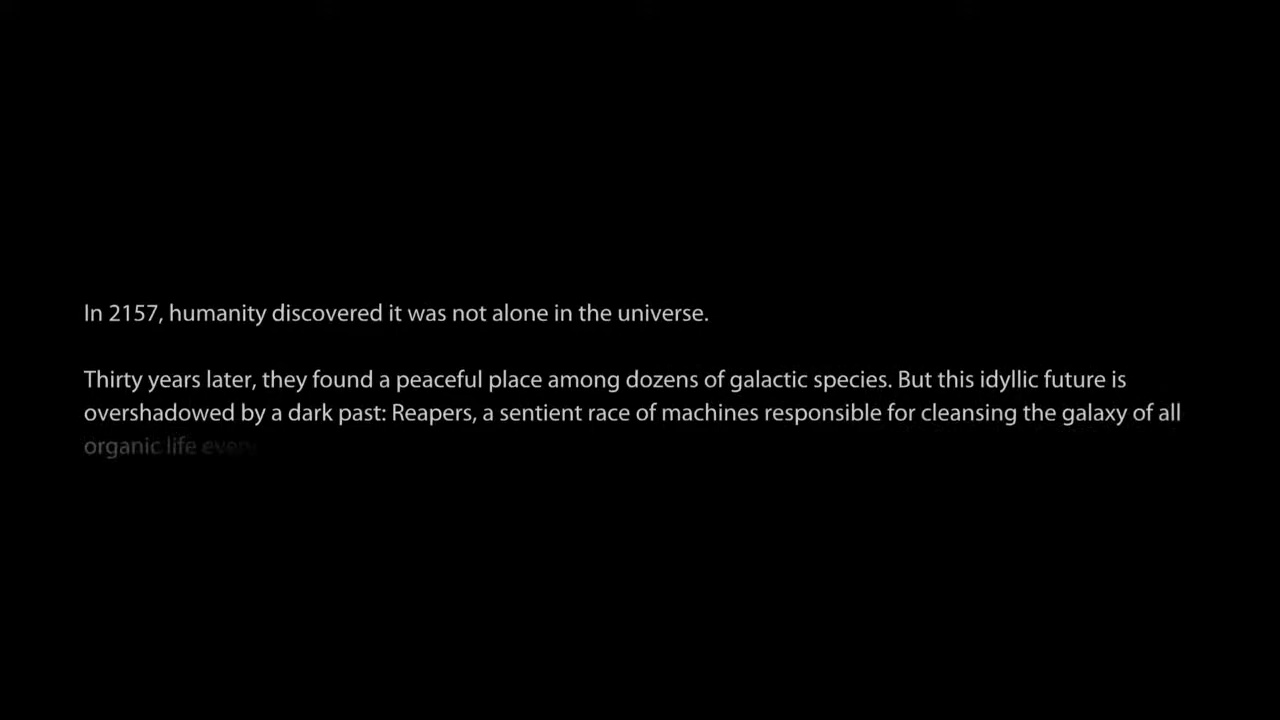 In 2157, humanity discovered it was not alone in the universe.
Thirty years later, they found a peaceful place among dozens of galactic species. But this idyllic future is
overshadowed by a dark past: Reapers, a sentient race of machines responsible for cleansing the galaxy of all
organic life every